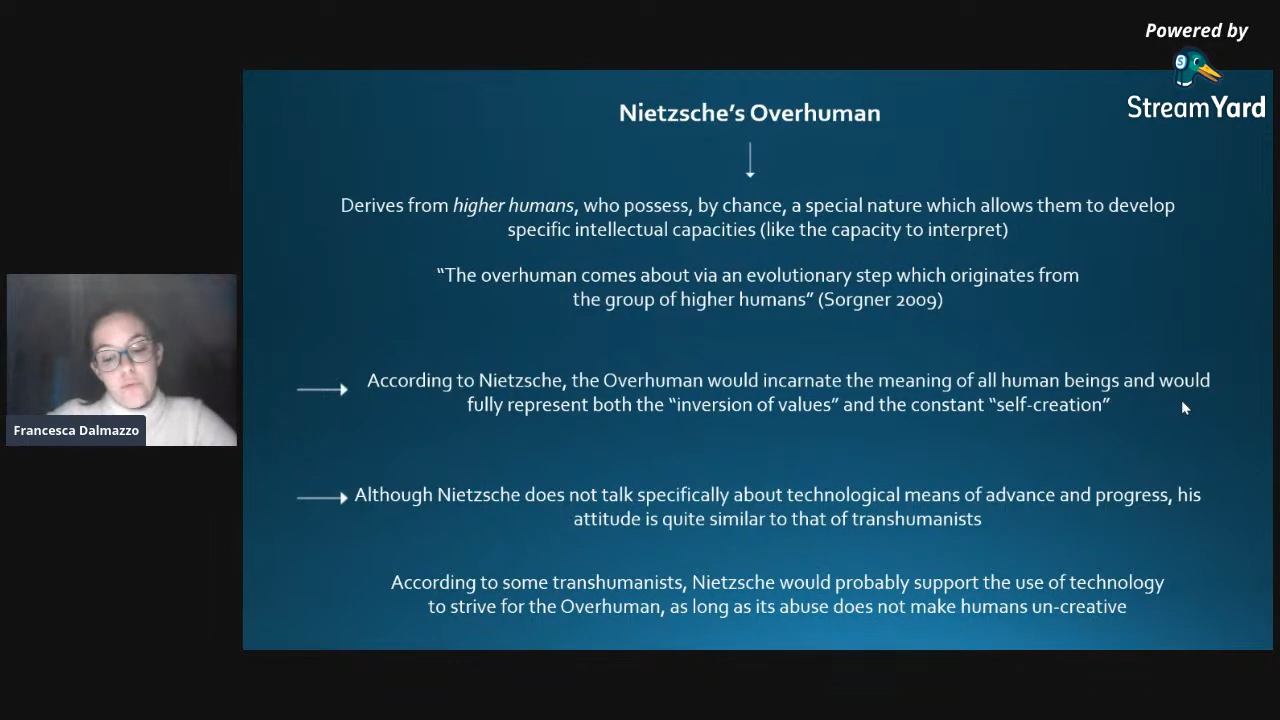 Powered by
StreamYard
Nietzsche's Overhuman
Derives from higher humans, who possess, by chance, a special nature which allows them to develop
specific intellectual capacities (like the capacity to interpret)
“The overhuman comes about via an evolutionary step which originates from
the group of higher humans” (Sorgner 2009)
According to Nietzsche, the Overhuman would incarnate the meaning of all human beings and would
fully represent both the “inversion of values” and the constant “self-creation”
Although Nietzsche does not talk specifically about technological means of advance and progress, his
attitude is quite similar to that of transhumanists
According to some transhumanists, Nietzsche would probably support the use of technology
to strive for the Overhuman, as long as its abuse does not make humans un-creative
Francesca Dalmazzo